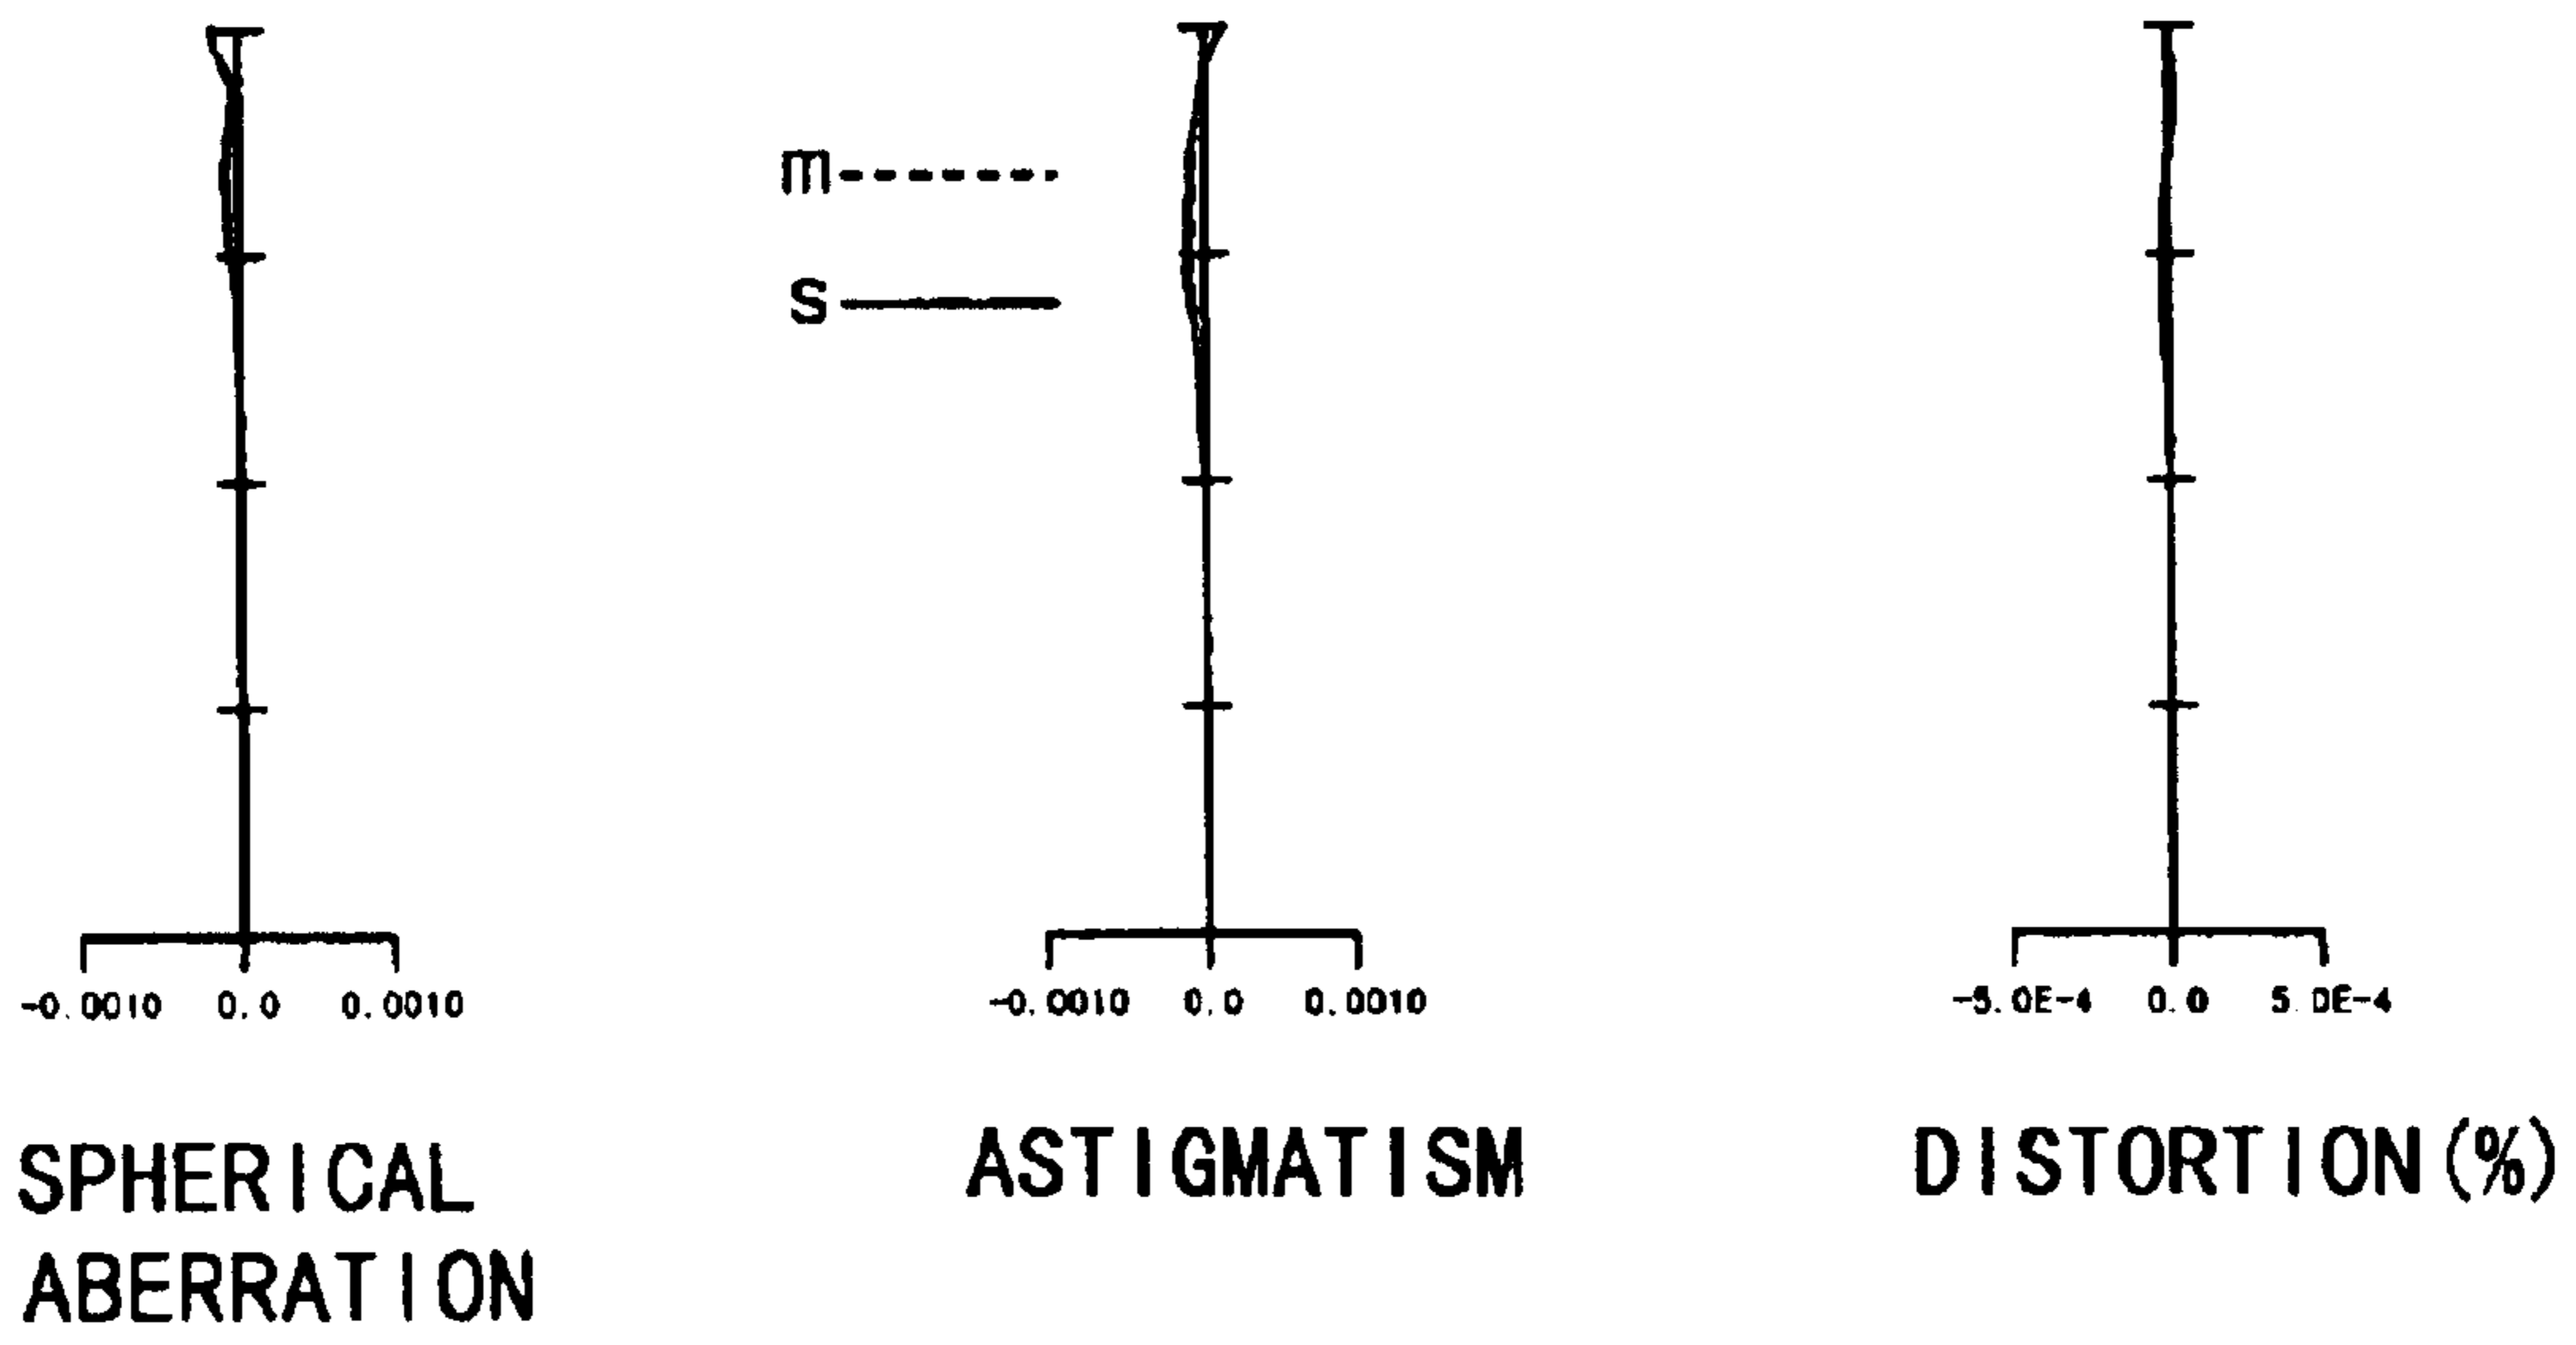 m
s
-0.0010 0.0 0.0010
-0.0010 0.0 0.0010
-5.0E-4 0.0 5.0E-4
SPHERICAL
ABERRATION
ASTIGMATISM
DISTORTION(%)